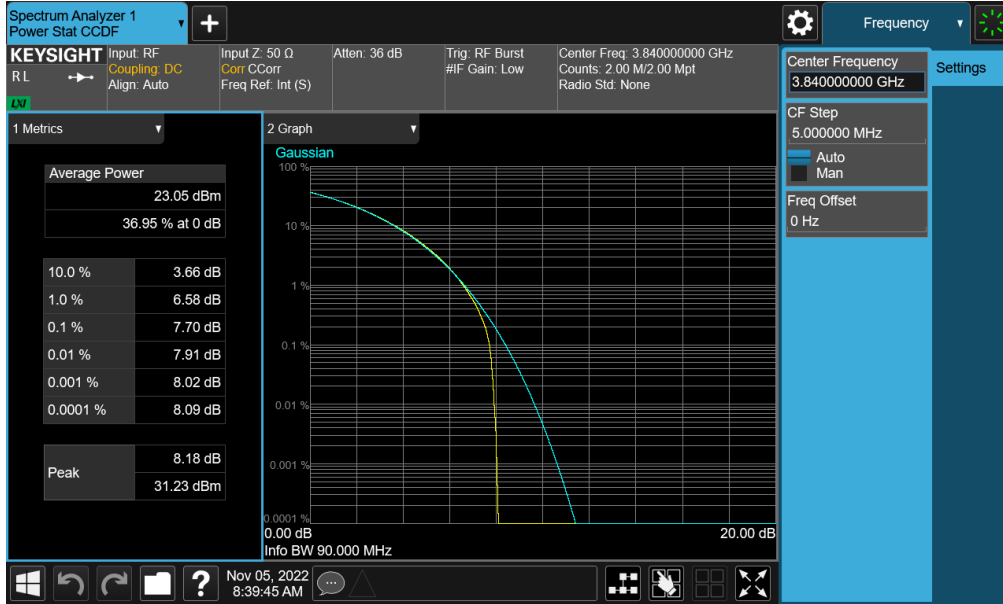 Spectrum Analyzer 1
Power Stat CCDF
Frequency
KEYSIGHT
RL
LXI
Input: RF
Coupling: DC
Align: Auto
Input Z: 50 Ω
Corr CCorr
Freq Ref: Int (S)
Atten: 36 dB
Trig: RF Burst
#IF Gain: Low
Center Freq: 3.840000000 GHz
Counts: 2.00 M/2.00 Mpt
Radio Std: None
Center Frequency
3.840000000 GHz
Settings
CF Step
5.000000 MHz
Auto
Man
Freq Offset
0 Hz
1 Metrics
Average Power
23.05 dBm
36.95 % at 0 dB
10.0 % 3.66 dB
1.0 % 6.58 dB
0.1 % 7.70 dB
0.01 % 7.91 dB
0.001 % 8.02 dB
0.0001 % 8.09 dB
Peak
8.18 dB
31.23 dBm
2 Graph
Gaussian
100 %
10 %
1 %
0.1 %
0.01 %
0.001 %
0.0001 %
0.00 dB 20.00 dB
Info BW 90.000 MHz
?
Nov 05, 2022
8:39:45 AM